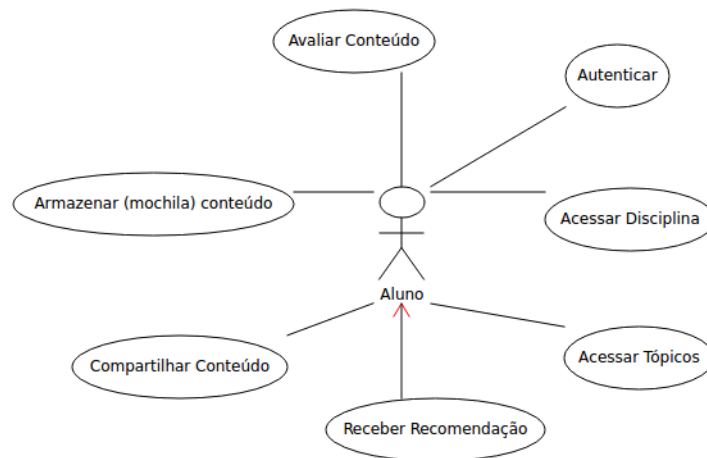 Avaliar Conteúdo
Autenticar
Armazenar (mochila) conteúdo
Acessar Disciplina
Aluno
Compartilhar Conteúdo
Acessar Tópicos
Receber Recomendação